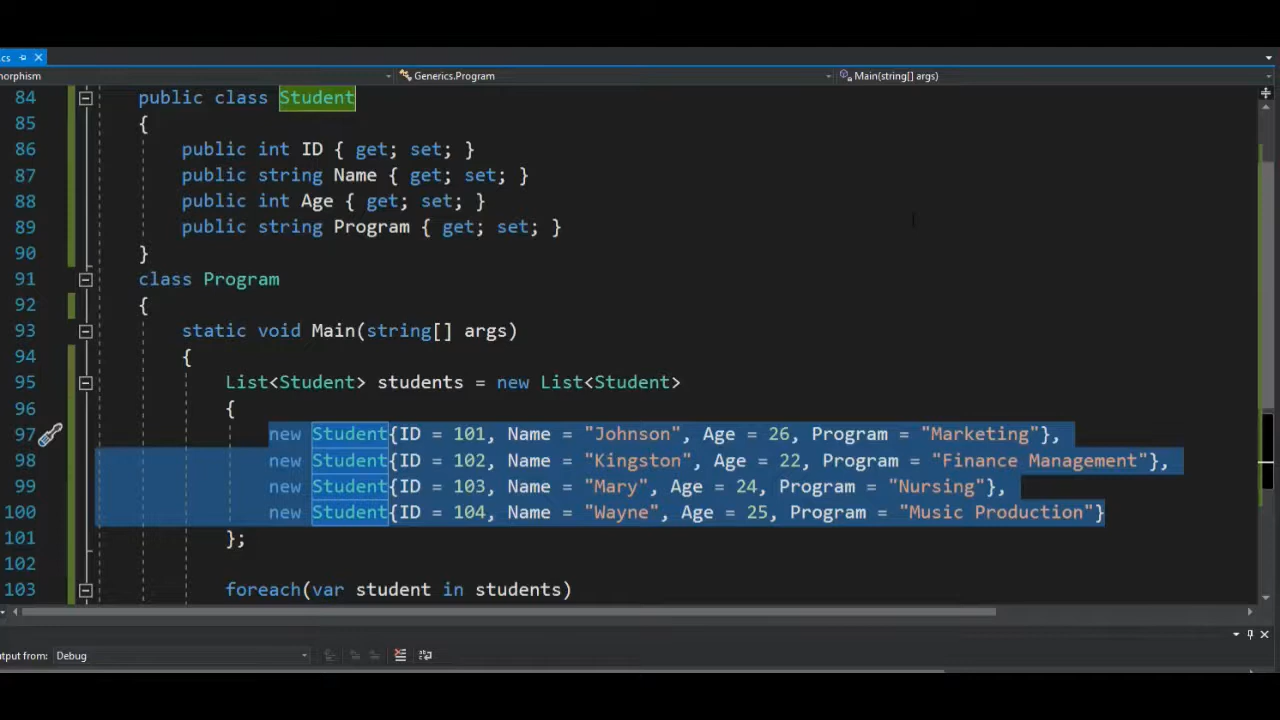 cs
morphism
Generics.Program
Main(string[] args)
84 public class Student
85 {
86 public int ID { get; set; }
87 public string Name { get; set; }
88 public int Age { get; set; }
89 public string Program { get; set; }
90 }
91 class Program
92 {
93 static void Main(string[] args)
94 {
95 List<Student> students = new List<Student>
96 {
97 new Student{ID = 101, Name = "Johnson", Age = 26, Program = "Marketing"},
98 new Student{ID = 102, Name = "Kingston", Age = 22, Program = "Finance Management"},
99 new Student{ID = 103, Name = "Mary", Age = 24, Program = "Nursing"},
100 new Student{ID = 104, Name = "Wayne", Age = 25, Program = "Music Production"}
101 };
102
103 foreach(var student in students)
tput from: Debug